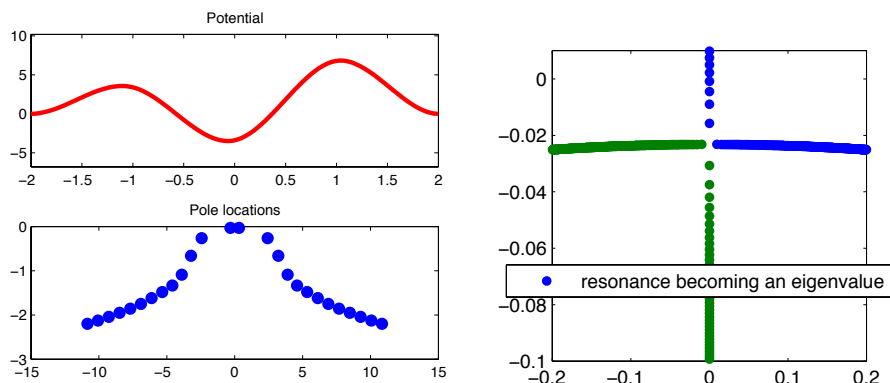 Potential
10
5
0
−5
−2 −1.5 −1 −0.5 0 0.5 1 1.5 2
Pole locations
0
−1
−2
−3
−15 −10 −5 0 5 10 15
0
−0.02
−0.04
−0.06
resonance becoming an eigenvalue
−0.08
−0.1
−0.2 −0.1 0 0.1 0.2